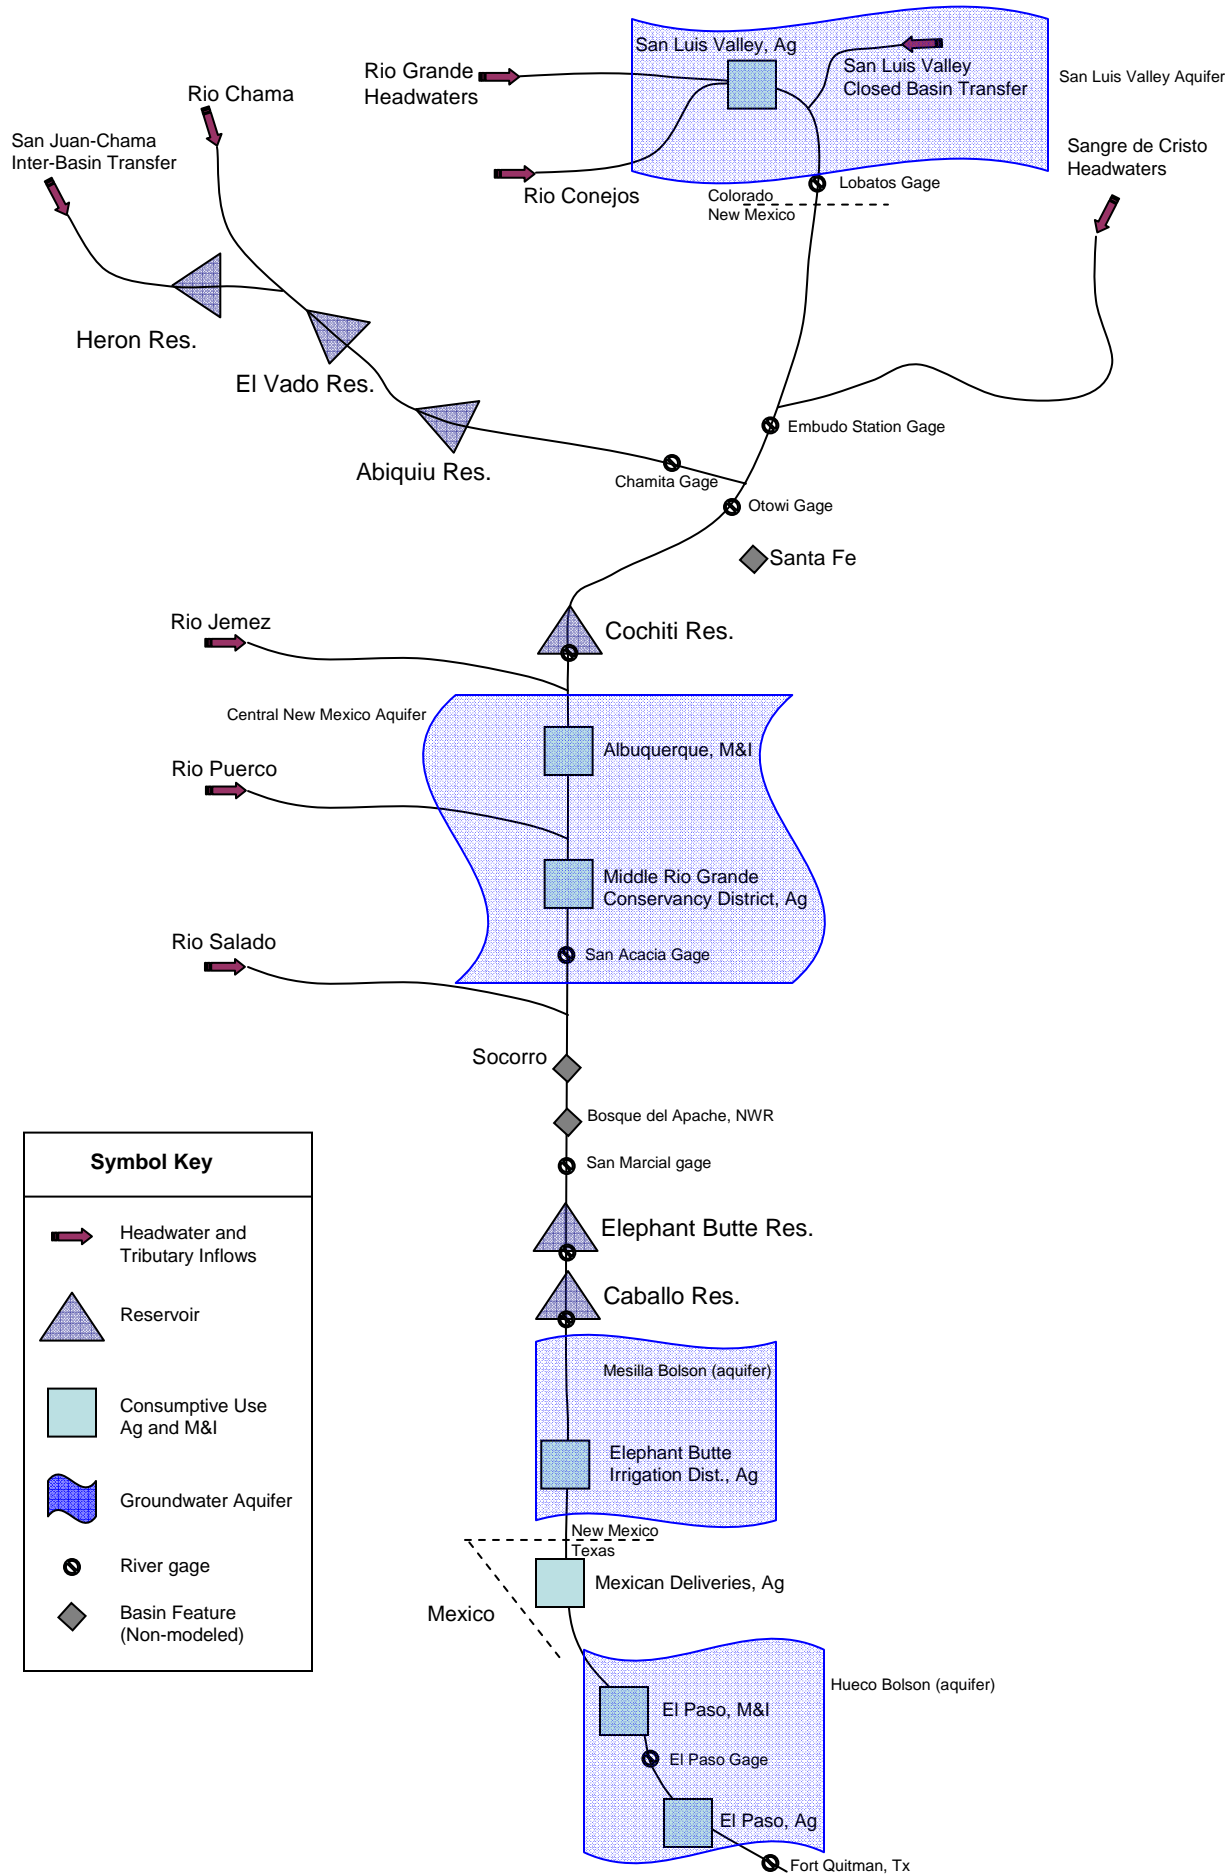 San Luis Valley, Ag
Rio Grande
Headwaters
San Luis Valley
Closed Basin Transfer
San Luis Valley Aquifer
Rio Chama
San Juan-Chama
Inter-Basin Transfer
Sangre de Cristo
Headwaters
Rio Conejos
Lobatos Gage
Colorado
New Mexico
Heron Res.
El Vado Res.
Embudo Station Gage
Abiquiu Res.
Chamita Gage
Otowi Gage
Santa Fe
Rio Jemez
Cochiti Res.
Central New Mexico Aquifer
Albuquerque, M&I
Rio Puerco
Middle Rio Grande
Conservancy District, Ag
Rio Salado
San Acacia Gage
Socorro
Bosque del Apache, NWR
San Marcial gage
Elephant Butte Res.
Caballo Res.
Mesilla Bolson (aquifer)
Elephant Butte
Irrigation Dist., Ag
New Mexico
Texas
Mexican Deliveries, Ag
Mexico
Hueco Bolson (aquifer)
El Paso, M&I
El Paso Gage
El Paso, Ag
Fort Quitman, Tx
Symbol Key
Headwater and
Tributary Inflows
Reservoir
Consumptive Use
Ag and M&I
Groundwater Aquifer
River gage
Basin Feature
(Non-modeled)